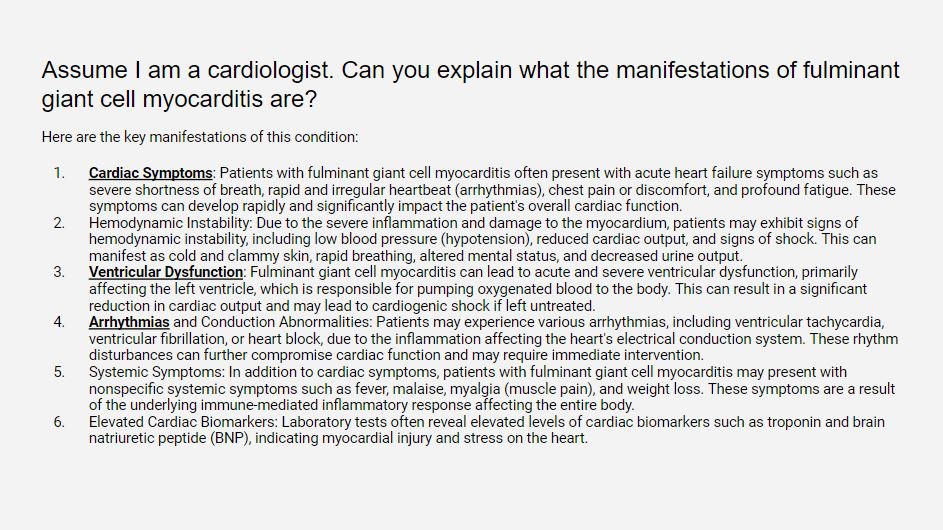 Assume I am a cardiologist. Can you explain what the manifestations of fulminant
giant cell myocarditis are?
Here are the key manifestations of this condition:
1. Cardiac Symptoms: Patients with fulminant giant cell myocarditis often present with acute heart failure symptoms such as
severe shortness of breath, rapid and irregular heartbeat (arrhythmias), chest pain or discomfort, and profound fatigue. These
symptoms can develop rapidly and significantly impact the patient's overall cardiac function.
2. Hemodynamic Instability: Due to the severe inflammation and damage to the myocardium, patients may exhibit signs of
hemodynamic instability, including low blood pressure (hypotension), reduced cardiac output, and signs of shock. This can
manifest as cold and clammy skin, rapid breathing, altered mental status, and decreased urine output.
3. Ventricular Dysfunction: Fulminant giant cell myocarditis can lead to acute and severe ventricular dysfunction, primarily
affecting the left ventricle, which is responsible for pumping oxygenated blood to the body. This can result in a significant
reduction in cardiac output and may lead to cardiogenic shock if left untreated.
4. Arrhythmias and Conduction Abnormalities: Patients may experience various arrhythmias, including ventricular tachycardia,
ventricular fibrillation, or heart block, due to the inflammation affecting the heart's electrical conduction system. These rhythm
disturbances can further compromise cardiac function and may require immediate intervention.
5. Systemic Symptoms: In addition to cardiac symptoms, patients with fulminant giant cell myocarditis may present with
nonspecific systemic symptoms such as fever, malaise, myalgia (muscle pain), and weight loss. These symptoms are a result
of the underlying immune-mediated inflammatory response affecting the entire body.
6. Elevated Cardiac Biomarkers: Laboratory tests often reveal elevated levels of cardiac biomarkers such as troponin and brain
natriuretic peptide (BNP), indicating myocardial injury and stress on the heart.